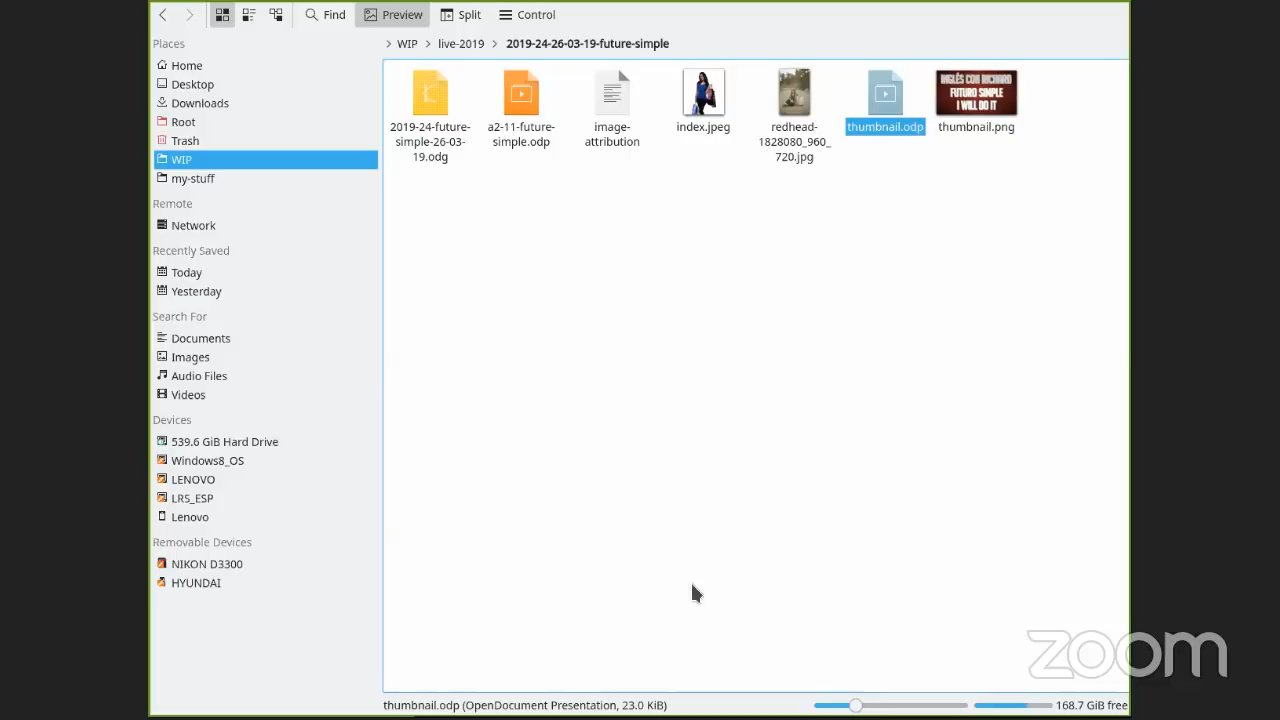 Find
Preview
Split
Control
Places
WIP
live-2019
2019-24-26-03-19-future-simple
Home
Desktop
Downloads
Root
Trash
WIP
my-stuff
Remote
Network
Recently Saved
Today
Yesterday
Search For
Documents
Images
Audio Files
Videos
Devices
539.6 GiB Hard Drive
Windows8_OS
LENOVO
LRS_ESP
Lenovo
Removable Devices
NIKON D3300
HYUNDAI
2019-24-future-
simple-26-03-
19.odg
a2-11-future-
simple.odp
image-
attribution
index.jpeg
redhead-
1828080_960_
720.jpg
thumbnail.odp
INGLÉS CON RICHARD
FUTURO SIMPLE
I WILL DO IT
thumbnail.png
thumbnail.odp (OpenDocument Presentation, 23.0 KiB)
168.7 GiB free
zoom